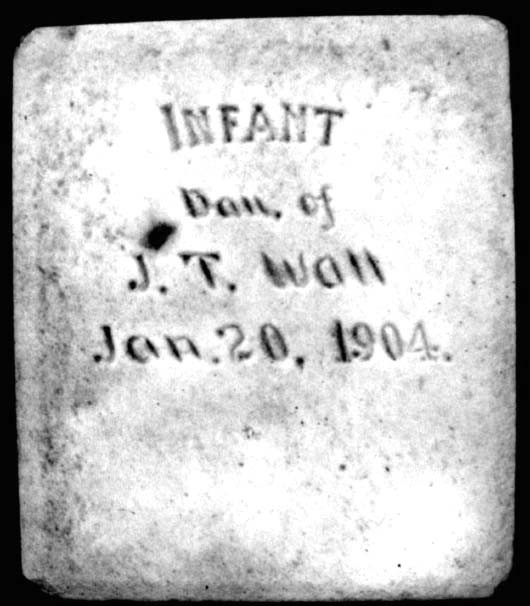 INFANT
Dau. of
J. T. Wall
Jan. 20, 1904.